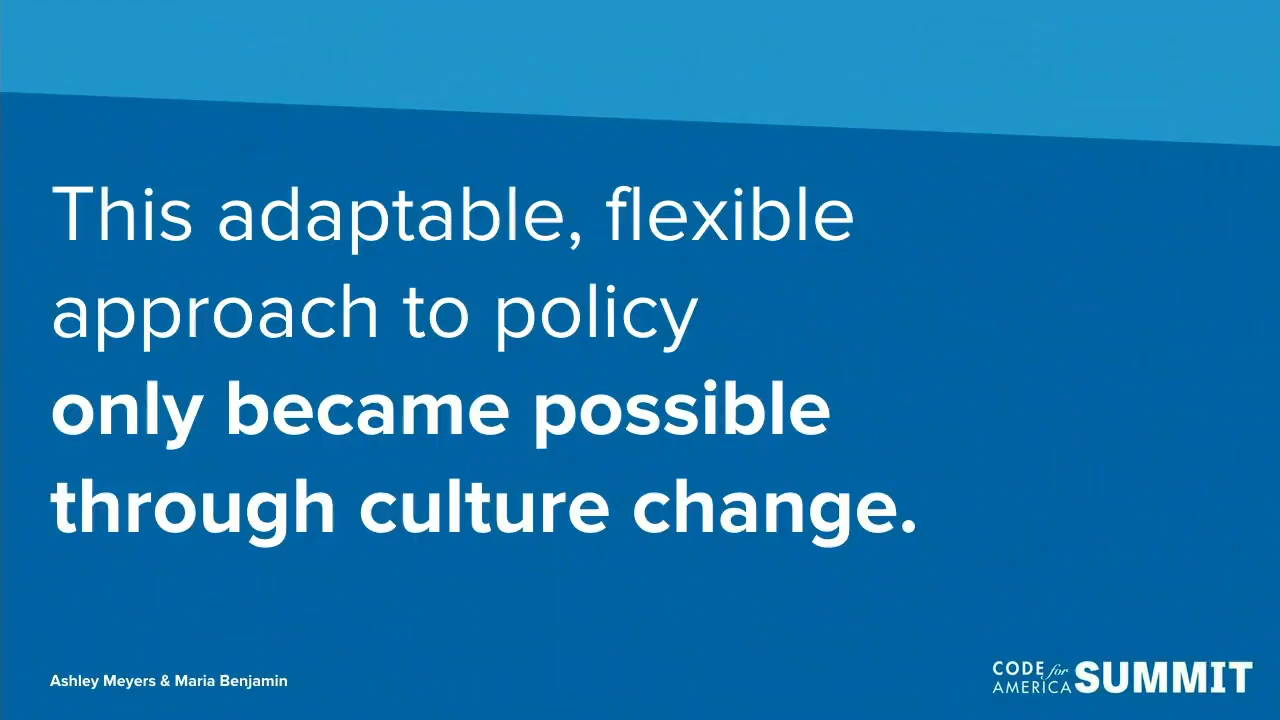 This adaptable, flexible
approach to policy
only became possible
through culture change.
Ashley Meyers & Maria Benjamin
CODE for
AMERICA SUMMIT